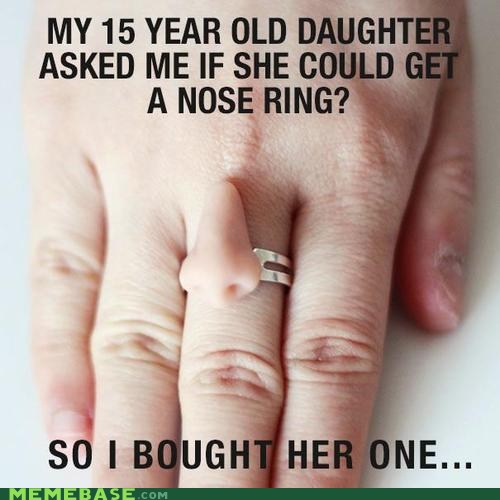 MY 15 YEAR OLD DAUGHTER
ASKED ME IF SHE COULD GET
A NOSE RING?
SO I BOUGHT HER ONE...
MEMEBASE.COM